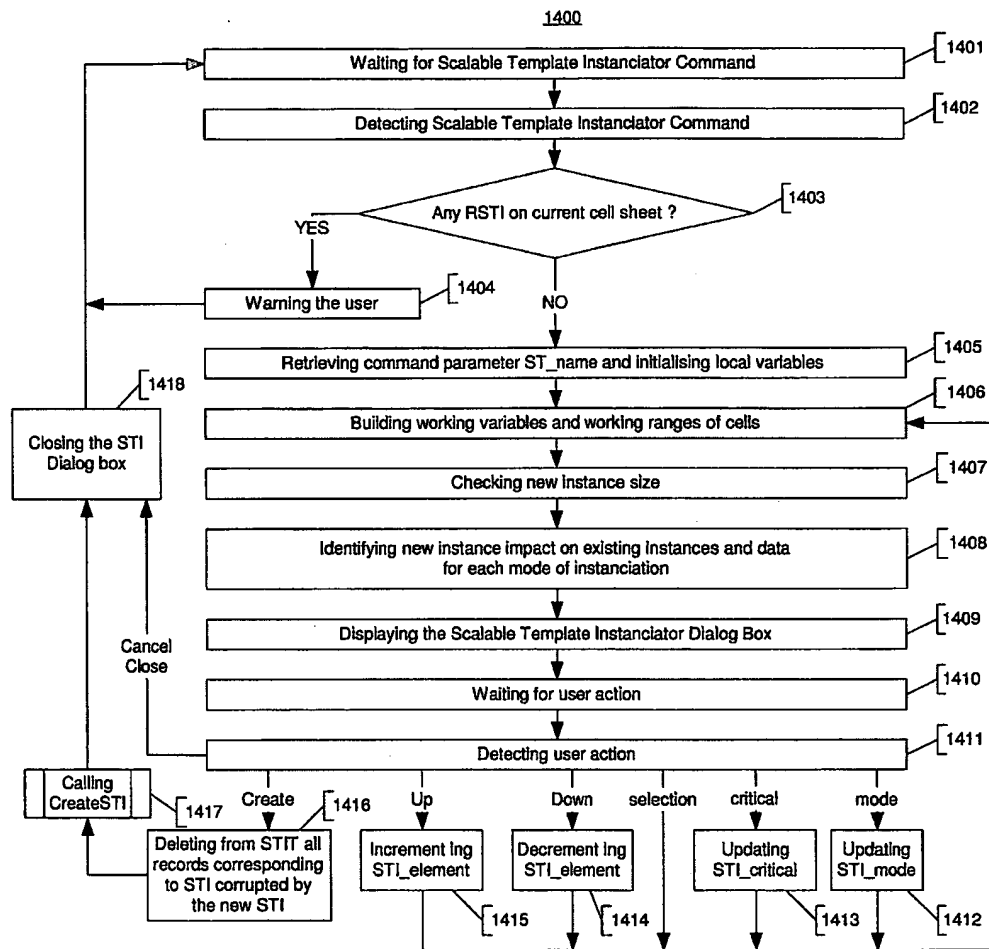 1400
Waiting for Scalable Template Instanciator Command
1401
Detecting Scalable Template Instanciator Command
1402
Any RSTI on current cell sheet ?
1403
YES
Warning the user
1404
NO
Retrieving command parameter ST_name and initialising local variables
1405
1418
Closing the STI
Dialog box
Building working variables and working ranges of cells
1406
Checking new instance size
1407
Identifying new instance impact on existing instances and data
for each mode of instanciation
1408
Displaying the Scalable Template Instanciator Dialog Box
1409
Cancel
Close
Waiting for user action
1410
Detecting user action
1411
Calling
CreateSTI
1417
Create
1416
Up
Down
selection
critical
mode
Deleting from STIT all
records corresponding
to STI corrupted by
the new STI
Increment ing
STI_element
1415
Decrement ing
STI_element
1414
Updating
STI_critical
1413
Updating
STI_mode
1412